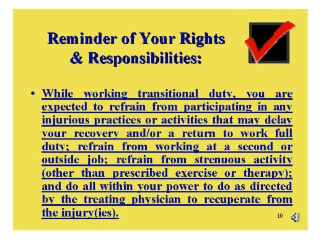 Reminder of Your Rights
& Responsibilities:
• While working transitional duty, you are
expected to refrain from participating in any
injurious practices or activities that may delay
your recovery and/or a return to work full
duty; refrain from working at a second or
outside job; refrain from strenuous activity
(other than prescribed exercise or therapy);
and do all within your power to do as directed
by the treating physician to recuperate from
the injury(ies).
10